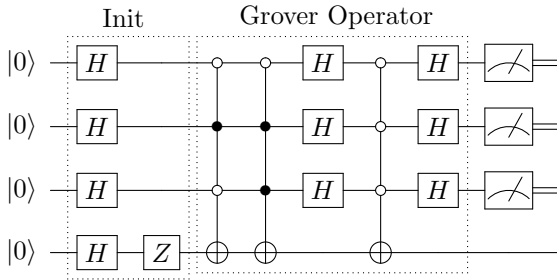 Init Grover Operator
|0⟩ H H H
|0⟩ H H H
|0⟩ H H H
|0⟩ H Z